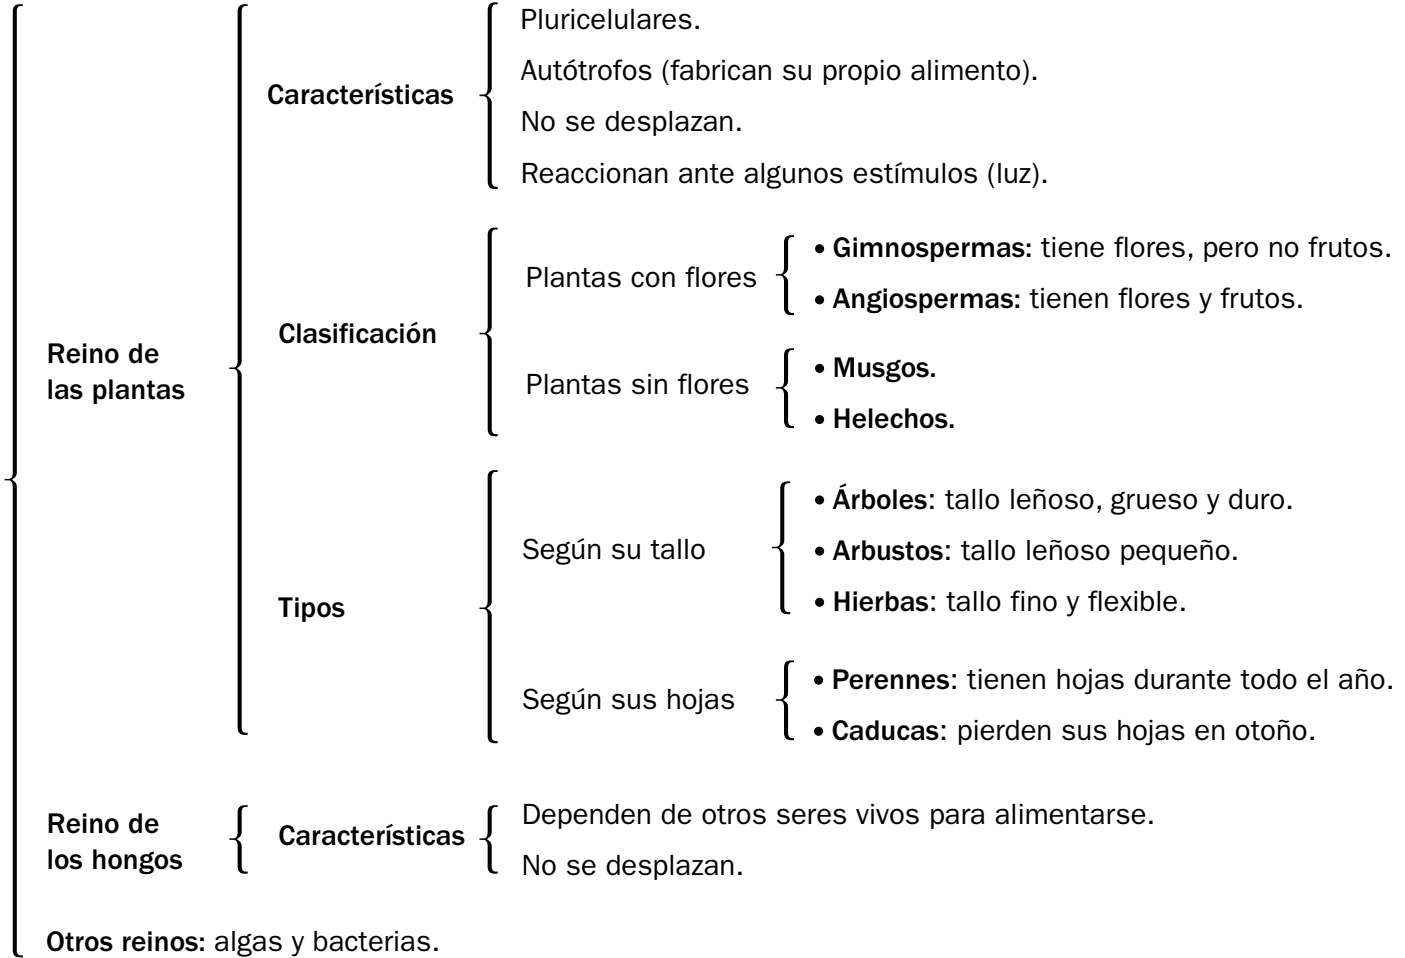 Pluricelulares.
Autótrofos (fabrican su propio alimento).
Características
No se desplazan.
Reaccionan ante algunos estímulos (luz).
• Gimnospermas: tiene flores, pero no frutos.
Plantas con flores
• Angiospermas: tienen flores y frutos.
Clasificación
Reino de
las plantas
• Musgos.
Plantas sin flores
• Helechos.
• Árboles: tallo leñoso, grueso y duro.
Según su tallo
• Arbustos: tallo leñoso pequeño.
• Hierbas: tallo fino y flexible.
Tipos
• Perennes: tienen hojas durante todo el año.
Según sus hojas
• Caducas: pierden sus hojas en otoño.
Reino de
los hongos
Características
Dependen de otros seres vivos para alimentarse.
No se desplazan.
Otros reinos: algas y bacterias.